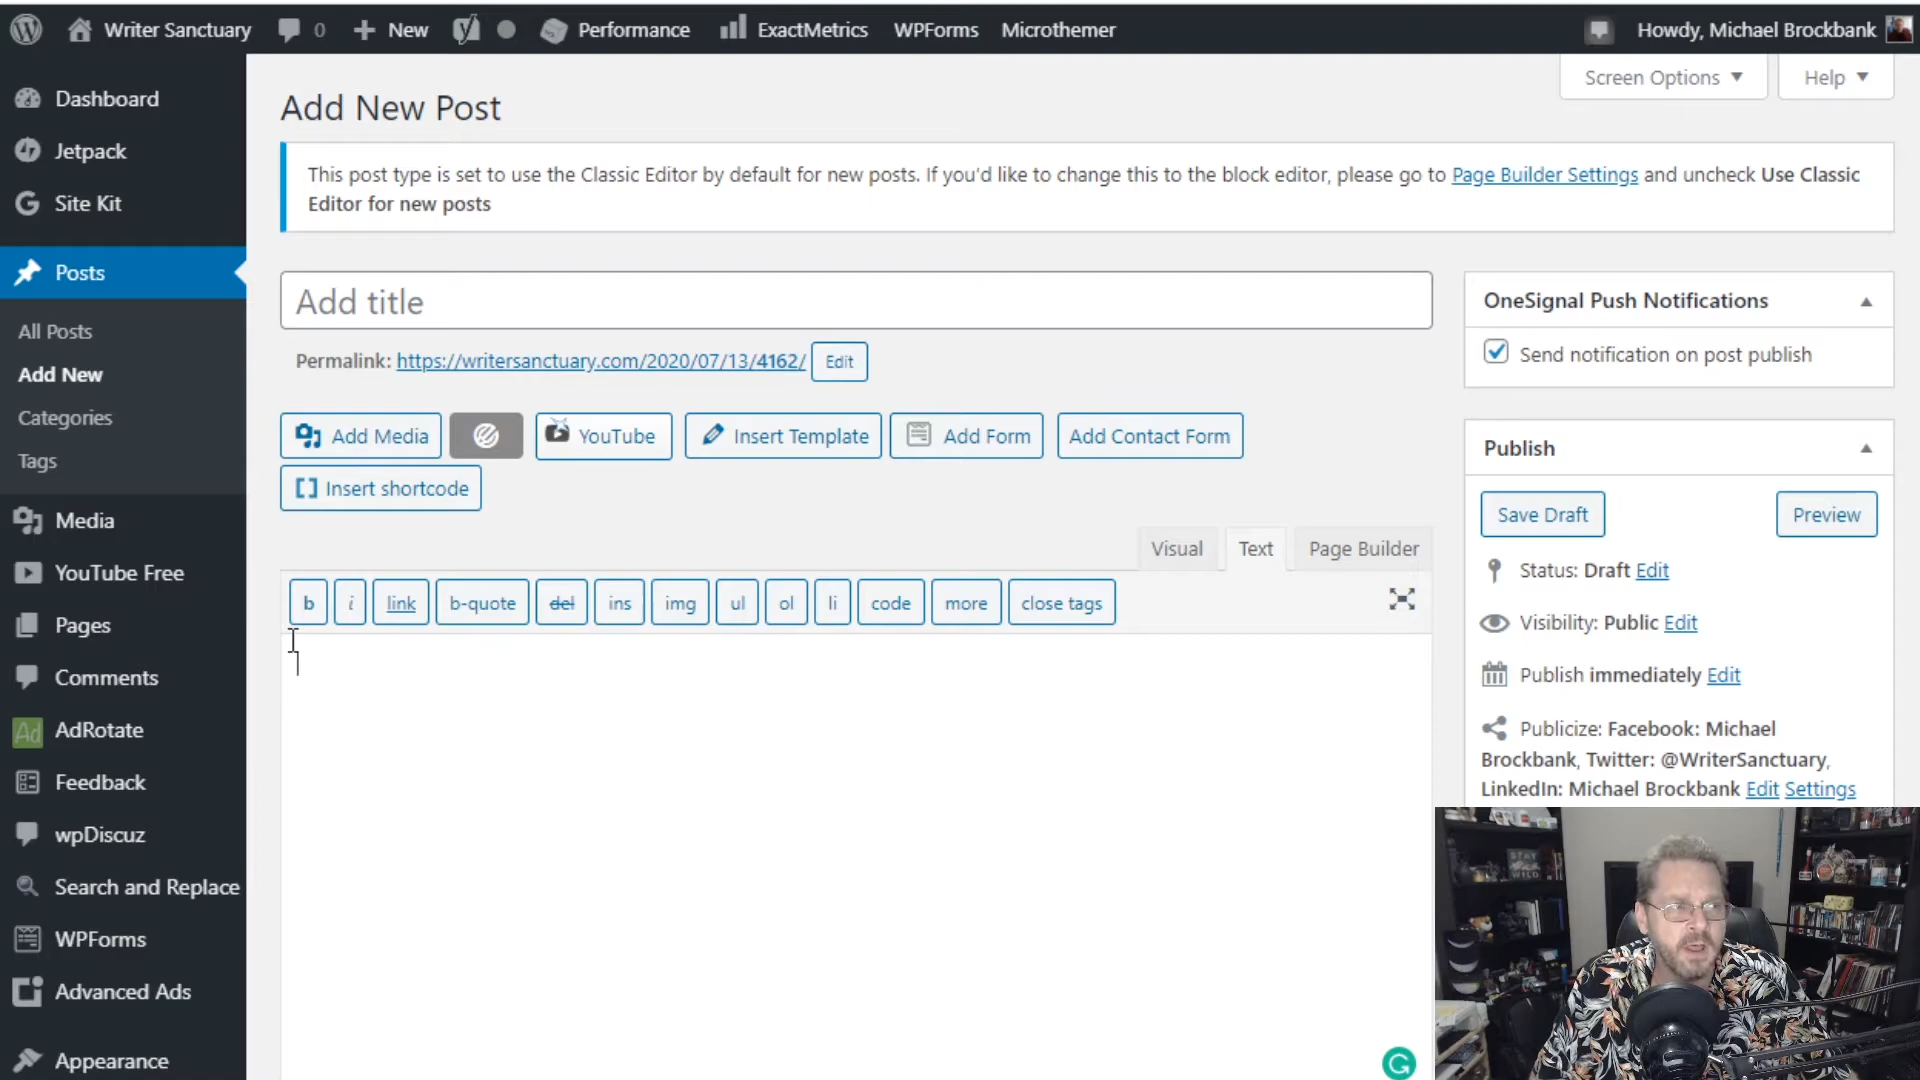 Writer Sanctuary 0 New Performance ExactMetrics WPForms Microthemer Howdy, Michael Brockbank
Screen Options Help
Dashboard
Jetpack
Site Kit
Posts
All Posts
Add New
Categories
Tags
Media
YouTube Free
Pages
Comments
AdRotate
Feedback
wpDiscuz
Search and Replace
WPForms
Advanced Ads
Appearance
Add New Post
This post type is set to use the Classic Editor by default for new posts. If you'd like to change this to the block editor, please go to Page Builder Settings and uncheck Use Classic
Editor for new posts
Add title
Permalink: https://writersanctuary.com/2020/07/13/4162/ Edit
Add Media YouTube Insert Template Add Form Add Contact Form
Insert shortcode
Visual Text Page Builder
b i link b-quote del ins img ul ol li code more close tags
OneSignal Push Notifications
Send notification on post publish
Publish
Save Draft Preview
Status: Draft Edit
Visibility: Public Edit
Publish immediately Edit
Publicize: Facebook: Michael
Brockbank, Twitter: @WriterSanctuary,
LinkedIn: Michael Brockbank Edit Settings
STAY
WILD